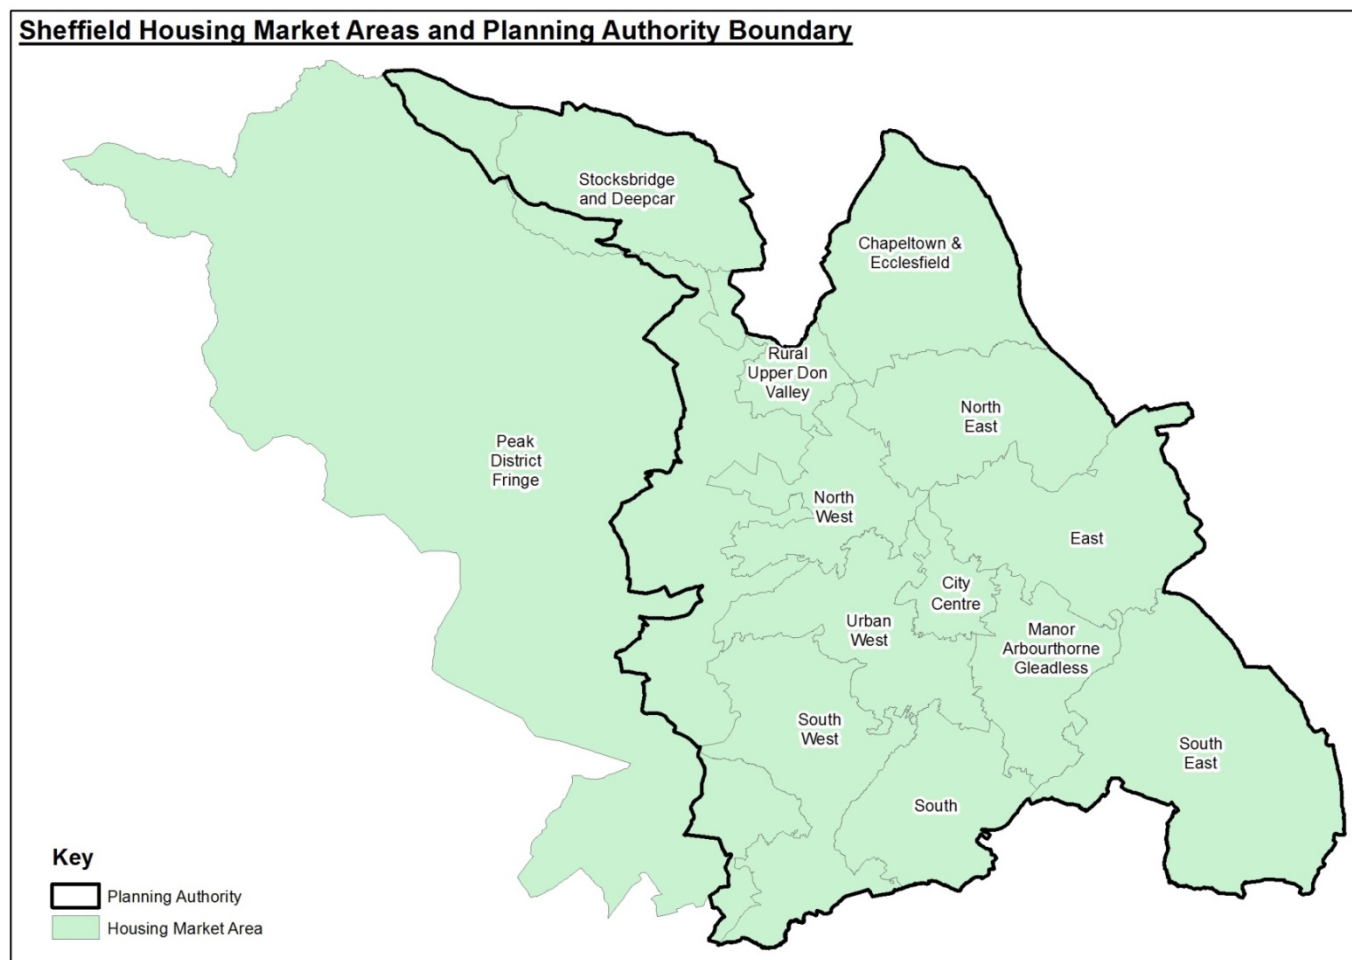 Sheffield Housing Market Areas and Planning Authority Boundary
Stocksbridge
and Deepcar
Chapeltown &
Ecclesfield
Rural
Upper Don
Valley
North
East
Peak
District
Fringe
North
West
East
City
Centre
Urban
West
Manor
Arbourthorne
Gleadless
South
West
South
East
South
Key
Planning Authority
Housing Market Area